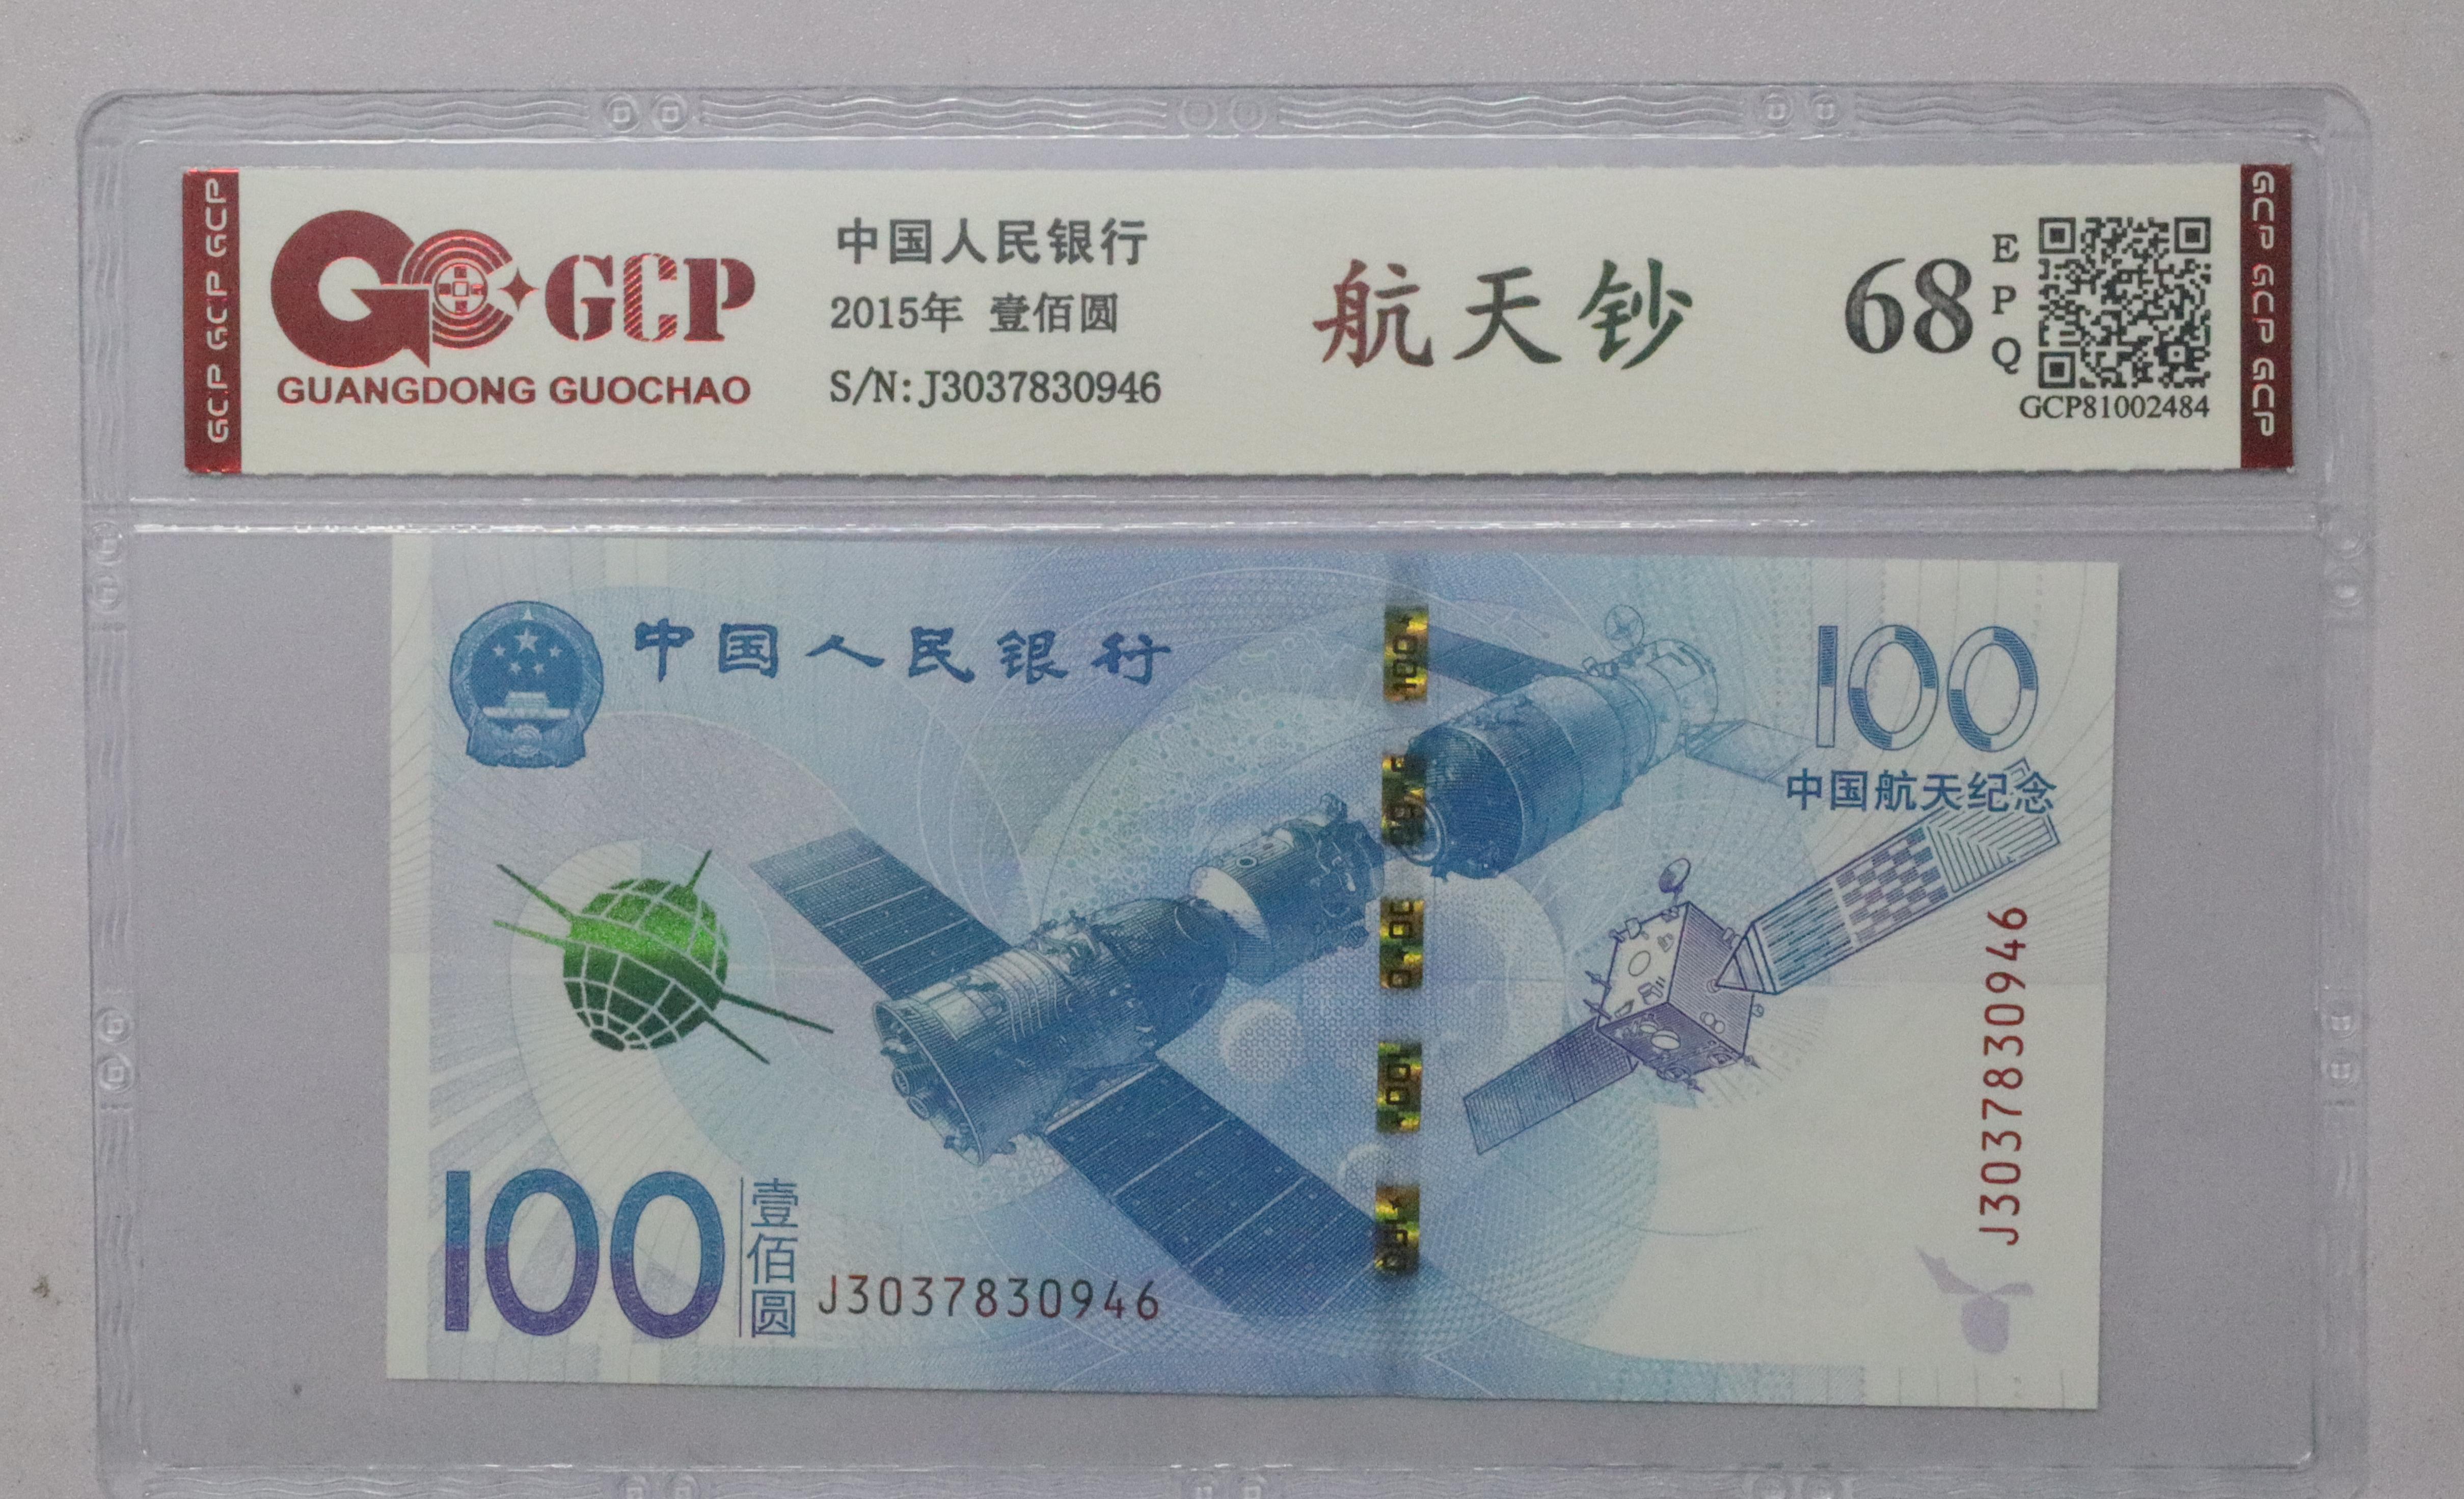 GCP GCP GCP
GCP
GUANGDONG GUOCHAO
中国人民银行
2015年 壹佰圆
S/N: J3037830946
航天钞
68
EPQ
GCP81002484
GCP GCP GCP
中国人民银行
100
中国航天纪念
J3037830946
100
壹佰圆
J3037830946